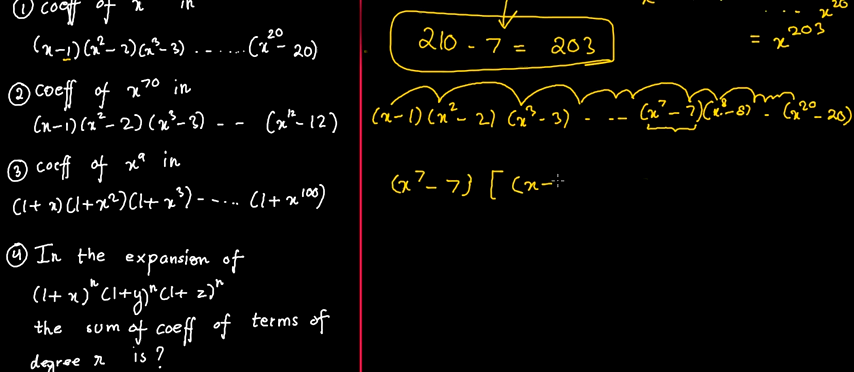 ① coeff of x in
(x-1)(x²-2)(x³-3) ....... (x²⁰-20)
② coeff of x⁷⁰ in
(x-1)(x²-2)(x³-3) -- (x¹²-12)
③ coeff of x⁹ in
(1+x)(1+x²)(1+x³)-..... (1+x¹⁰⁰)
④ In the expansion of
(1+x)ⁿ(1+y)ⁿ(1+z)ⁿ
the sum of coeff of terms of
degree r is?
... x²⁰
210 - 7 = 203
= x²⁰³
(x-1)(x²-2)(x³-3) - .... (x⁷-7)(x⁸-8) - - (x²⁰-20)
(x⁷-7) [ (x-